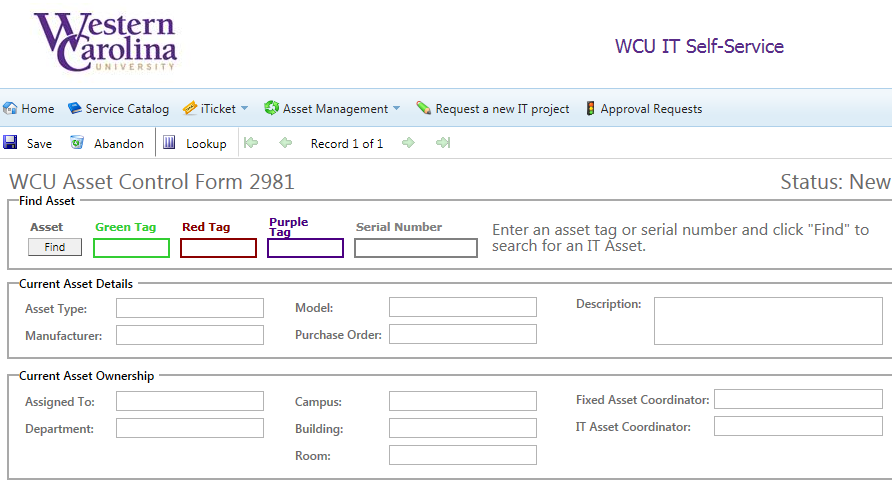 Western
Carolina
UNIVERSITY
WCU IT Self-Service
Home Service Catalog iTicket Asset Management Request a new IT project Approval Requests
Save Abandon Lookup Record 1 of 1
WCU Asset Control Form 2981 Status: New
Find Asset
Asset Green Tag Red Tag Purple Tag Serial Number
Find
Enter an asset tag or serial number and click "Find" to
search for an IT Asset.
Current Asset Details
Asset Type: Model: Description:
Manufacturer: Purchase Order:
Current Asset Ownership
Assigned To: Campus: Fixed Asset Coordinator:
Department: Building: IT Asset Coordinator:
Room: